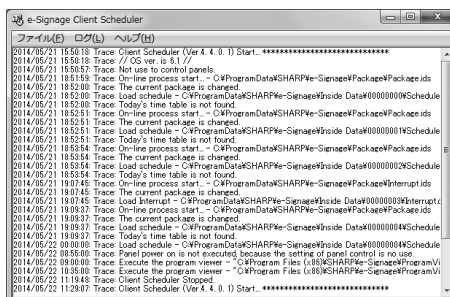 e-Signage Client Scheduler
ファイル(F) ログ(L) ヘルプ(H)
2014/05/21 15:50:18: Trace: Client Scheduler (Ver.4. 4. 0. 1) Start... ******************************
2014/05/21 15:50:18: Trace: // OS ver. is 6.1 //
2014/05/21 15:50:57: Trace: Not use to control panels.
2014/05/21 18:51:59: Trace: On-line process start... - C:¥ProgramData¥SHARP¥e-Signage¥Package¥Package.ids
2014/05/21 18:52:00: Trace: The current package is changed.
2014/05/21 18:52:00: Trace: Load schedule - C:¥ProgramData¥SHARP¥e-Signage¥Inside Data¥00000000¥Schedule
2014/05/21 18:52:00: Trace: Today's time table is not found.
2014/05/21 18:52:51: Trace: On-line process start... - C:¥ProgramData¥SHARP¥e-Signage¥Package¥Package.ids
2014/05/21 18:52:51: Trace: The current package is changed.
2014/05/21 18:52:51: Trace: Load schedule - C:¥ProgramData¥SHARP¥e-Signage¥Inside Data¥00000001¥Schedule
2014/05/21 18:52:51: Trace: Today's time table is not found.
2014/05/21 18:53:54: Trace: On-line process start... - C:¥ProgramData¥SHARP¥e-Signage¥Package¥Package.ids
2014/05/21 18:53:54: Trace: The current package is changed.
2014/05/21 18:53:54: Trace: Load schedule - C:¥ProgramData¥SHARP¥e-Signage¥Inside Data¥00000002¥Schedule
2014/05/21 18:53:54: Trace: Today's time table is not found.
2014/05/21 19:07:45: Trace: On-line process start... - C:¥ProgramData¥SHARP¥e-Signage¥Package¥Interrupt.ids
2014/05/21 19:07:45: Trace: The current package is changed.
2014/05/21 19:07:45: Trace: Load Interrupt - C:¥ProgramData¥SHARP¥e-Signage¥Inside Data¥00000003¥Interrupt.c
2014/05/21 19:09:37: Trace: On-line process start... - C:¥ProgramData¥SHARP¥e-Signage¥Package¥Package.ids
2014/05/21 19:09:37: Trace: The current package is changed.
2014/05/21 19:09:37: Trace: Load schedule - C:¥ProgramData¥SHARP¥e-Signage¥Inside Data¥00000004¥Schedule
2014/05/21 19:09:37: Trace: Today's time table is not found.
2014/05/22 00:00:00: Trace: Load schedule - C:¥ProgramData¥SHARP¥e-Signage¥Inside Data¥00000004¥Schedule
2014/05/22 08:55:00: Trace: Panel power on is not executed, because the setting of panel control is no use.
2014/05/22 09:00:00: Trace: Execute the program viewer - "C:¥Program Files (x86)¥SHARP¥e-Signage¥ProgramVi
2014/05/22 10:35:00: Trace: Execute the program viewer - "C:¥Program Files (x86)¥SHARP¥e-Signage¥ProgramVi
2014/05/22 11:19:48: Trace: Client Scheduler Stopped.
2014/05/22 11:29:07: Trace: Client Scheduler (Ver.4. 4. 0. 1) Start... ******************************